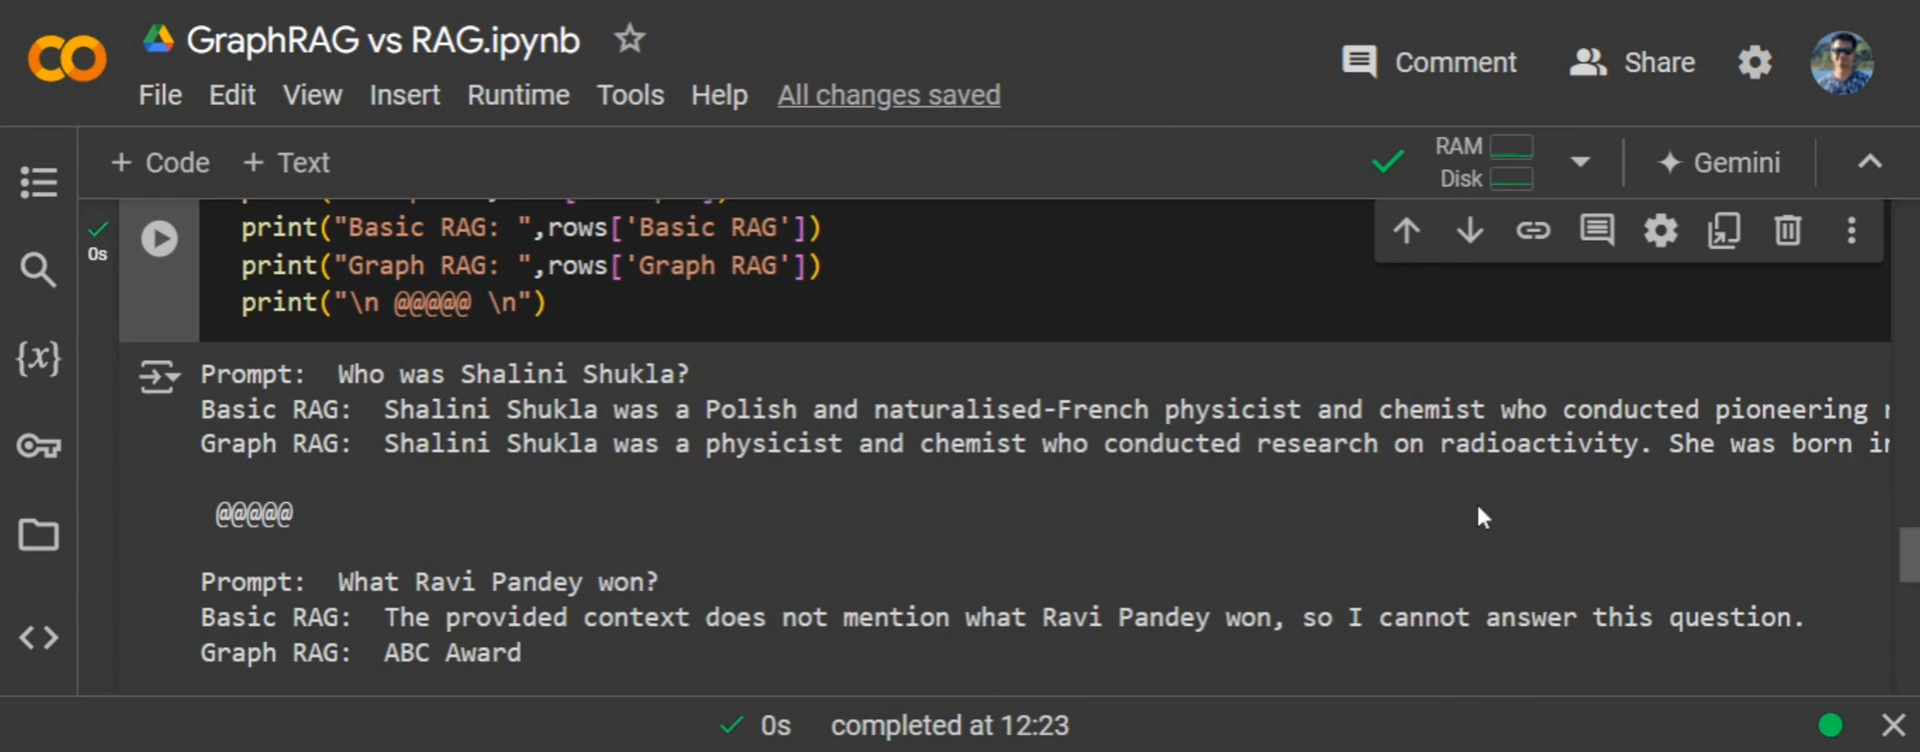 GraphRAG vs RAG.ipynb
Comment
Share
File Edit View Insert Runtime Tools Help All changes saved
+ Code + Text
RAM
Disk
Gemini
print("Basic RAG: ",rows['Basic RAG'])
0s
print("Graph RAG: ",rows['Graph RAG'])
print("\n @@@@@ \n")
{x}
Prompt: Who was Shalini Shukla?
Basic RAG: Shalini Shukla was a Polish and naturalised-French physicist and chemist who conducted pioneering
Graph RAG: Shalini Shukla was a physicist and chemist who conducted research on radioactivity. She was born
@@@@@
Prompt: What Ravi Pandey won?
Basic RAG: The provided context does not mention what Ravi Pandey won, so I cannot answer this question.
Graph RAG: ABC Award
0s completed at 12:23